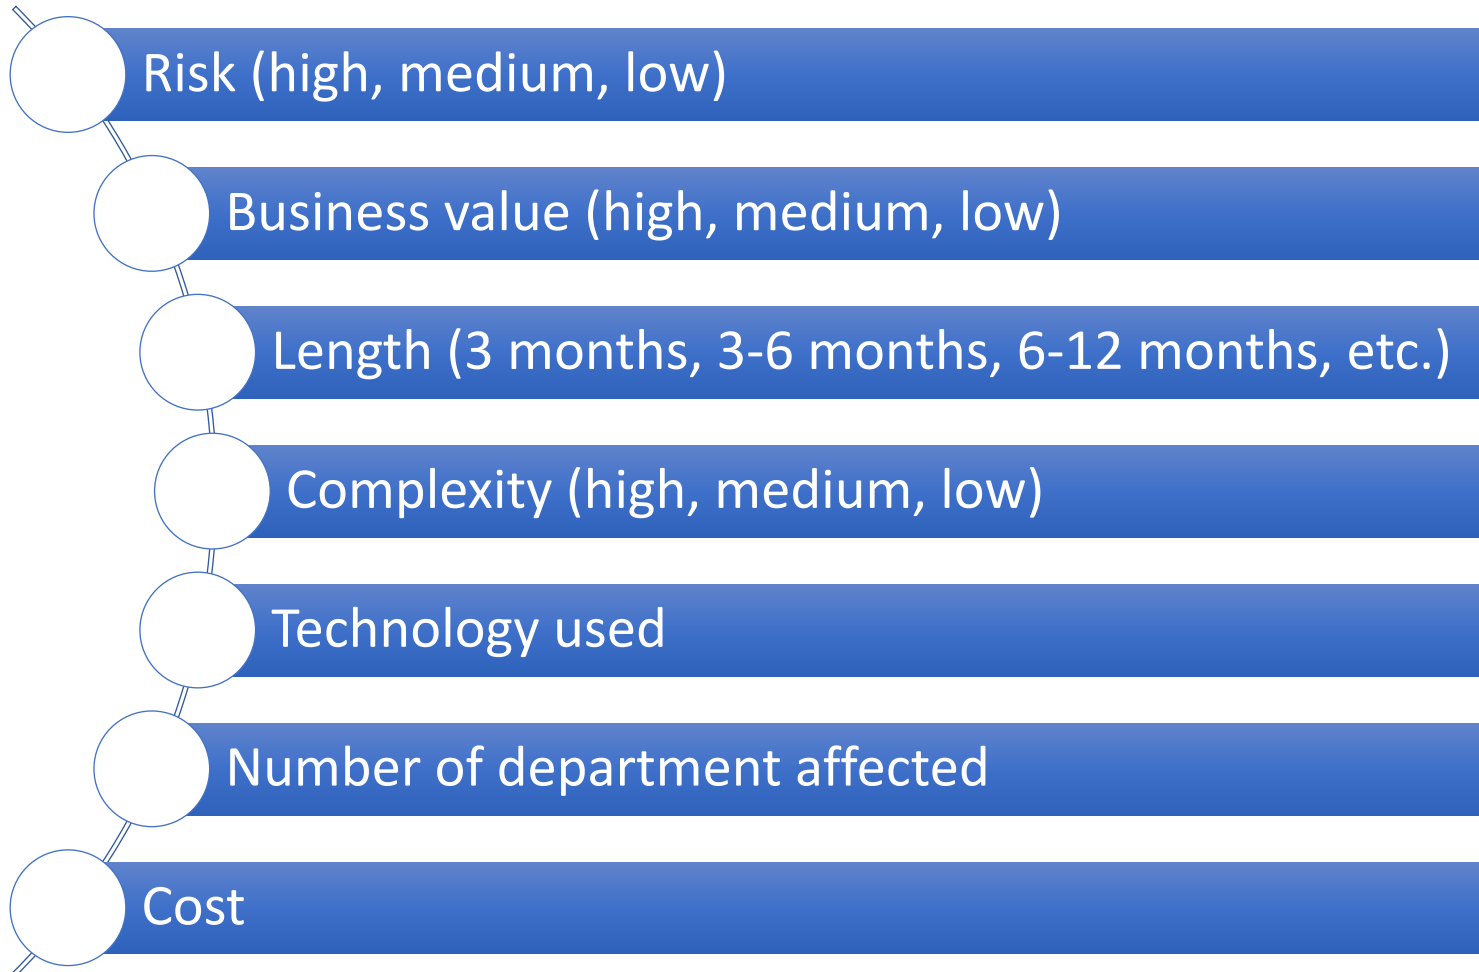 Risk (high, medium, low)
Business value (high, medium, low)
Length (3 months, 3-6 months, 6-12 months, etc.)
Complexity (high, medium, low)
Technology used
Number of department affected
Cost